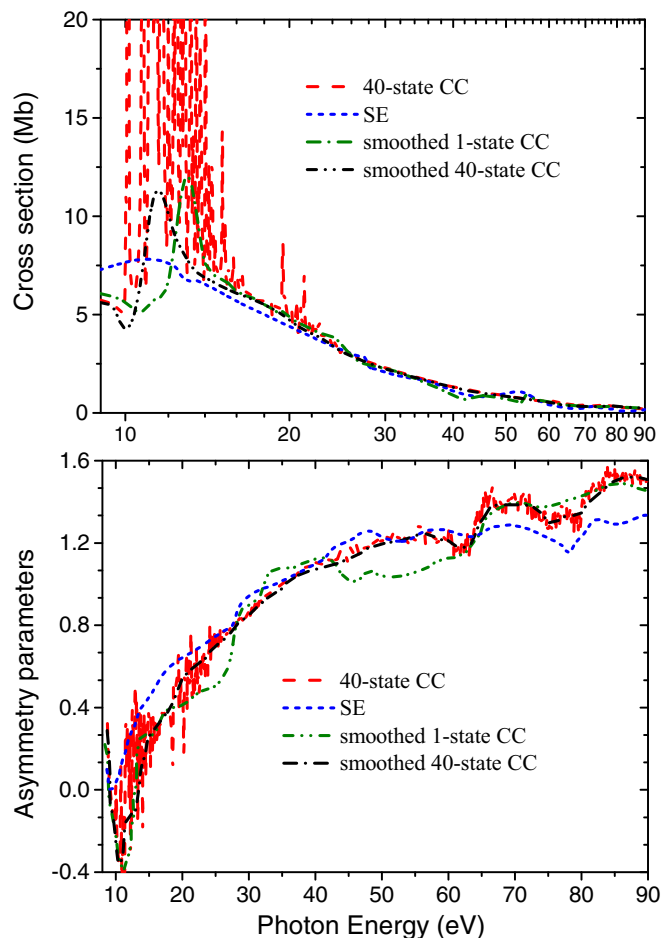 20
15
10
5
0
Cross section (Mb)
40-state CC
SE
smoothed 1-state CC
smoothed 40-state CC
10 20 30 40 50 60 70 80 90
1.6
1.2
0.8
0.4
0.0
-0.4
Asymmetry parameters
40-state CC
SE
smoothed 1-state CC
smoothed 40-state CC
10 20 30 40 50 60 70 80 90
Photon Energy (eV)